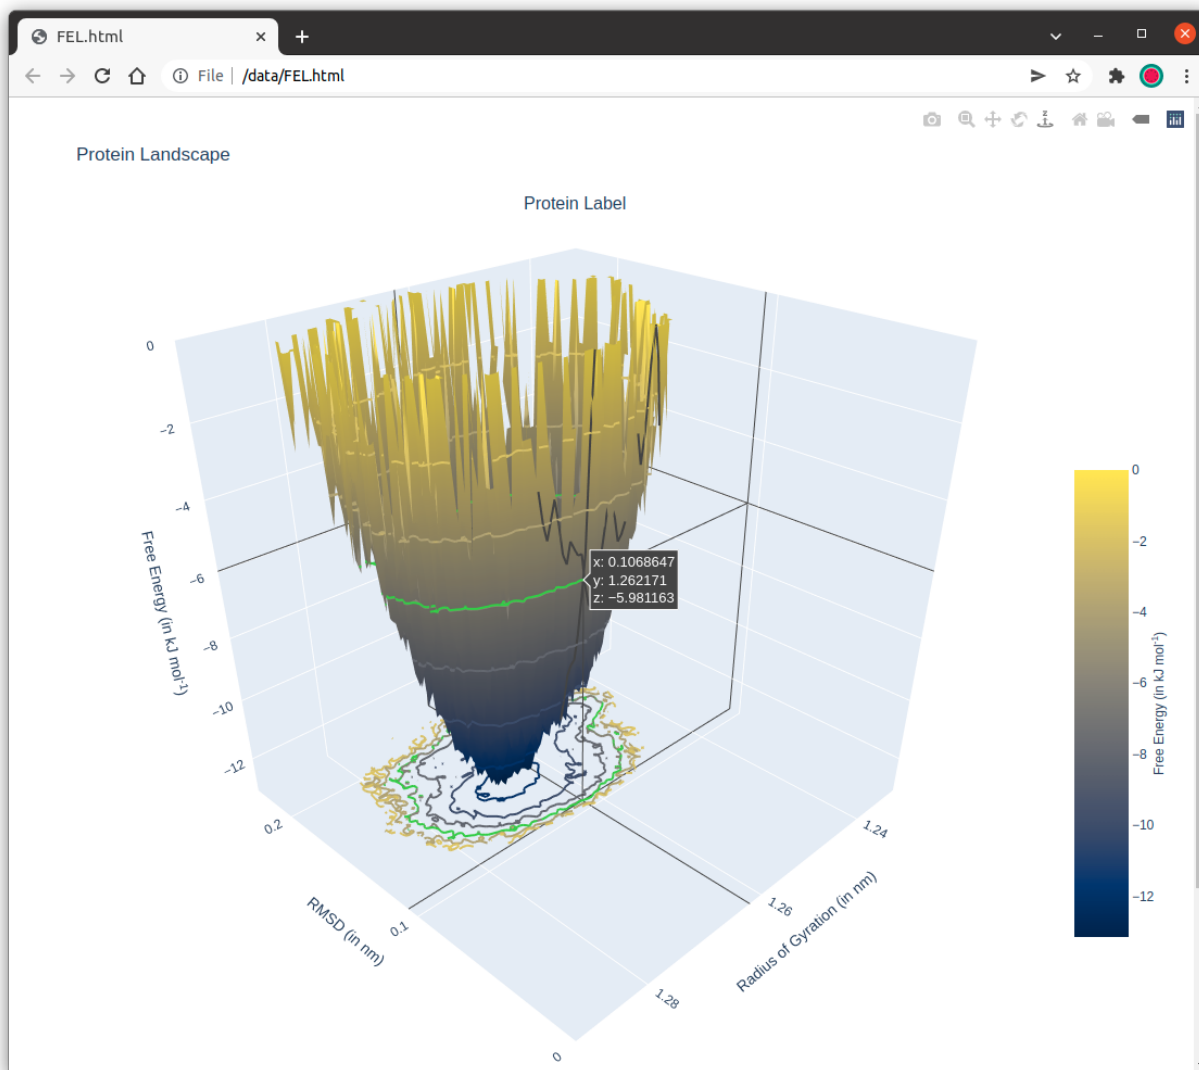 FEL.html
File /data/FEL.html
Protein Landscape
Protein Label
0
−2
−4
−6
−8
−10
−12
Free Energy (in kJ mol-1)
x: 0.1068647
y: 1.262171
z: −5.981163
0.2
0.1
0
RMSD (in nm)
1.24
1.26
1.28
Radius of Gyration (in nm)
0
−2
−4
−6
−8
−10
−12
Free Energy (in kJ mol-1)